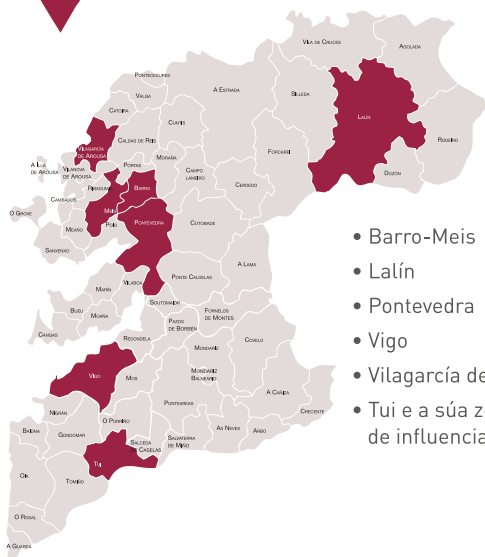 Vila de Cruces
Agolada
Pontecesures
A Estrada
Silleda
Valga
Catoira
Cuntis
Lalín
Vilagarcía
de Arousa
Caldas de Reis
Rodeiro
Forcarei
A Illa
de Arousa
Vilanova
de Arousa
Portas
Moraña
Campo
Lameiro
Dozón
Ribadumia
Barro
Cerdedo
Cambados
Meis
O Grove
Meaño
Poio
Pontevedra
Cotobade
Sanxenxo
A Lama
Vilaboa
Ponte Caldelas
Marín
Soutomaior
Bueu
Moaña
Fornelos
de Montes
Pazos
de Borbén
Cangas
Redondela
Mondariz
Covelo
Vigo
Mos
Mondariz
Balneario
A Cañiza
Nigrán
Ponteareas
Crecente
O Porriño
Baiona
Gondomar
Salceda
de Caselas
Salvaterra
de Miño
As Neves
Arbo
Tui
Oia
Tomiño
O Rosal
A Guarda
• Barro-Meis
• Lalín
• Pontevedra
• Vigo
• Vilagarcía de
• Tui e a súa z
de influencia